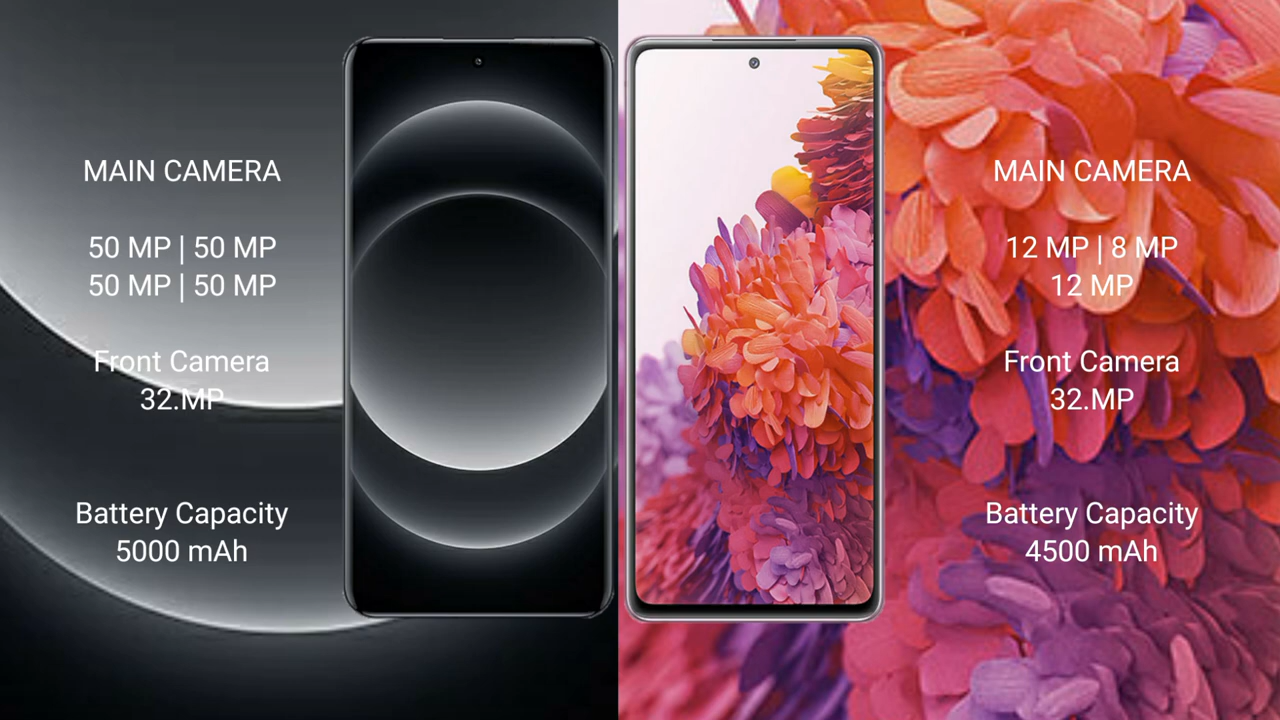 MAIN CAMERA
50 MP | 50 MP
50 MP | 50 MP
Front Camera
32.MP
Battery Capacity
5000 mAh
MAIN CAMERA
12 MP | 8 MP
12 MP
Front Camera
32.MP
Battery Capacity
4500 mAh